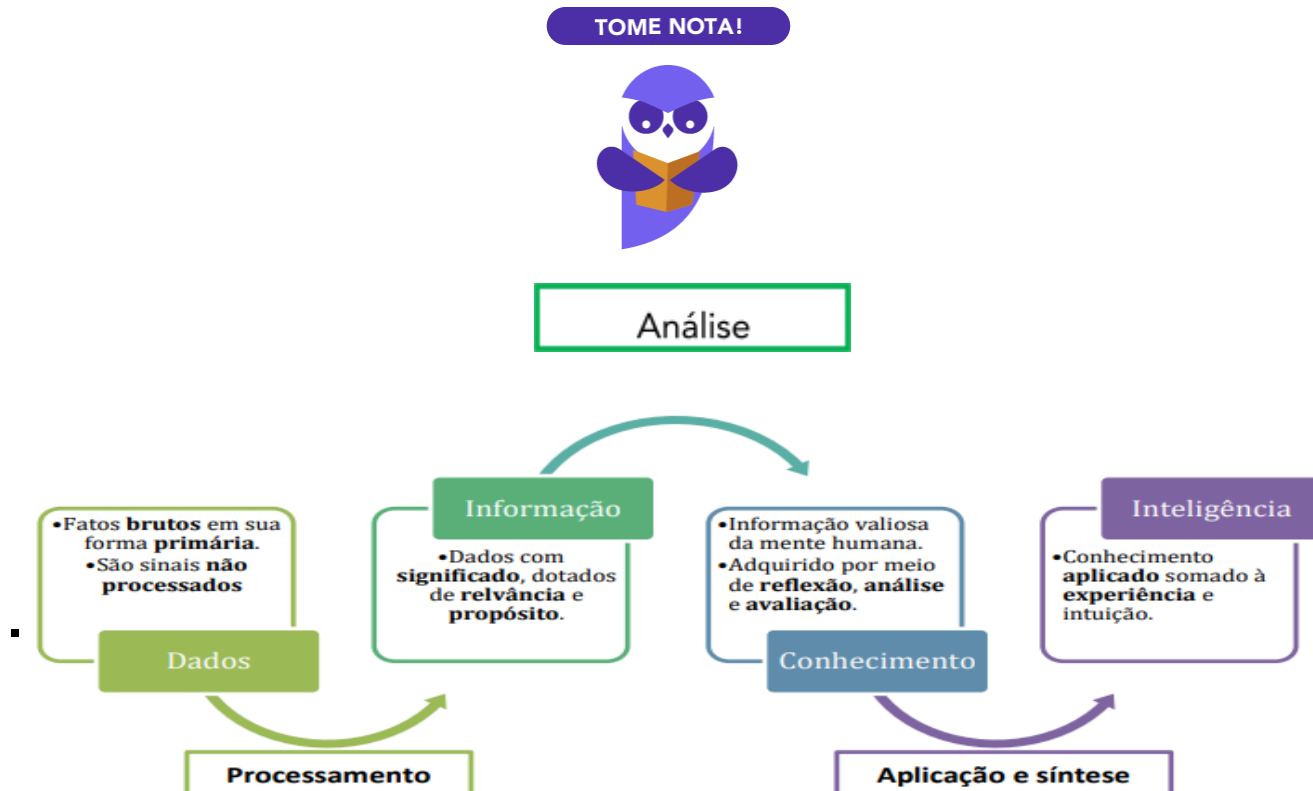 TOME NOTA!
Análise
•Fatos brutos em sua
forma primária.
•São sinais não
processados
Dados
Informação
•Dados com
significado, dotados
de relvância e
propósito.
•Informação valiosa
da mente humana.
•Adquirido por meio
de reflexão, análise
e avaliação.
Conhecimento
Inteligência
•Conhecimento
aplicado somado à
experiência e
intuição.
Processamento
Aplicação e síntese